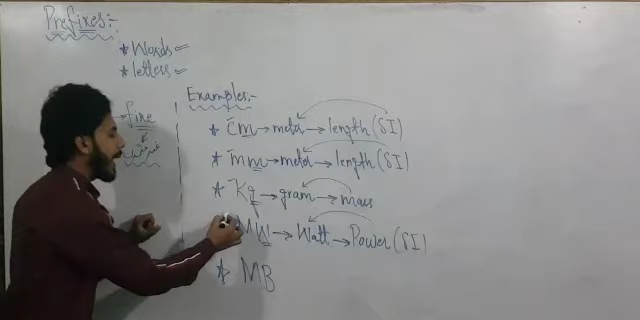 Prefixes:-
* Words =
* letters =
fixe
Examples:-
* Cm → meter → length (SI)
* mm → meter → length (SI)
* Kg → gram → mass
MW → Watt → Power (SI)
* MB